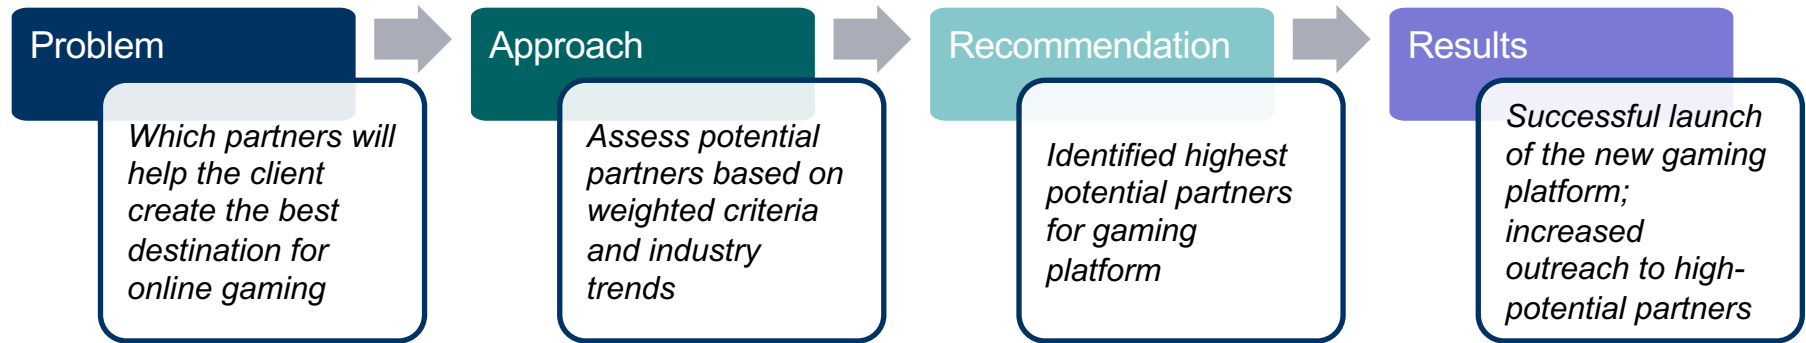 Problem
Which partners will
help the client
create the best
destination for
online gaming
Approach
Assess potential
partners based on
weighted criteria
and industry
trends
Recommendation
Identified highest
potential partners
for gaming
platform
Results
Successful launch
of the new gaming
platform;
increased
outreach to high-
potential partners